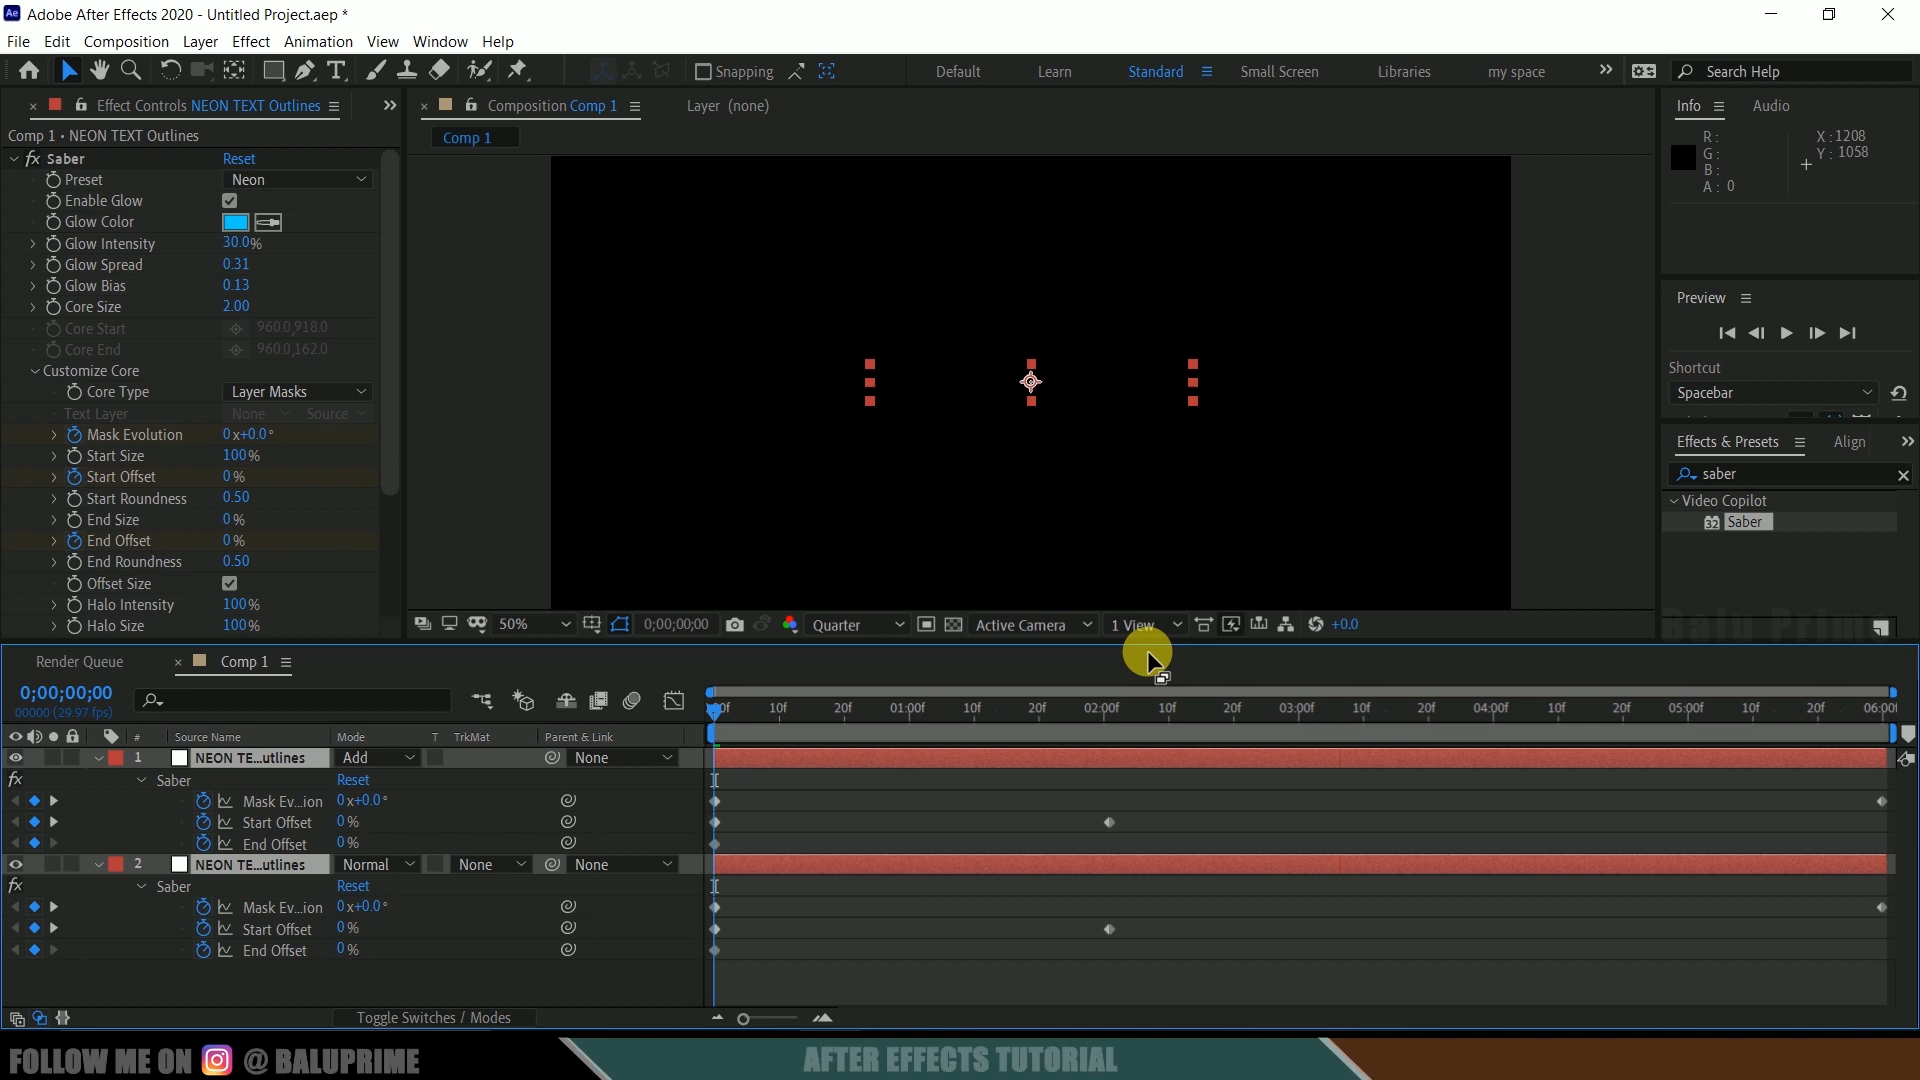 Adobe After Effects 2020 - Untitled Project.aep *
File Edit Composition Layer Effect Animation View Window Help
Snapping Default Learn Standard Small Screen Libraries my space Search Help
Effect Controls NEON TEXT Outlines Composition Comp 1 Layer (none) Info Audio
Comp 1 • NEON TEXT Outlines
Comp 1
fx Saber Reset
Preset Neon
Enable Glow
Glow Color
Glow Intensity 30.0%
Glow Spread 0.31
Glow Bias 0.13
Core Size 2.00
Core Start 960.0,918.0
Core End 960.0,162.0
Customize Core
Core Type Layer Masks
Text Layer None Source
Mask Evolution 0x+0.0°
Start Size 100%
Start Offset 0%
Start Roundness 0.50
End Size 0%
End Offset 0%
End Roundness 0.50
Offset Size
Halo Intensity 100%
Halo Size 100%
50% 0;00;00;00 Quarter Active Camera 1 View +0.0
R: X:1208
G: Y: 1058
B:
A: 0
Preview
Shortcut
Spacebar
Effects & Presets Align
saber
Video Copilot
32 Saber
Balu Prime
Render Queue Comp 1
0;00;00;00
00000 (29.97 fps)
10f 20f 01:00f 10f 20f 02:00f 10f 20f 03:00f 10f 20f 04:00f 10f 20f 05:00f 10f 20f 06:00f
# Source Name Mode T TrkMat Parent & Link
1 NEON TE...utlines Add None
fx Saber Reset
Mask Ev...ion 0x+0.0°
Start Offset 0%
End Offset 0%
2 NEON TE...utlines Normal None None
fx Saber Reset
Mask Ev...ion 0x+0.0°
Start Offset 0%
End Offset 0%
Toggle Switches / Modes
FOLLOW ME ON @ BALUPRIME AFTER EFFECTS TUTORIAL